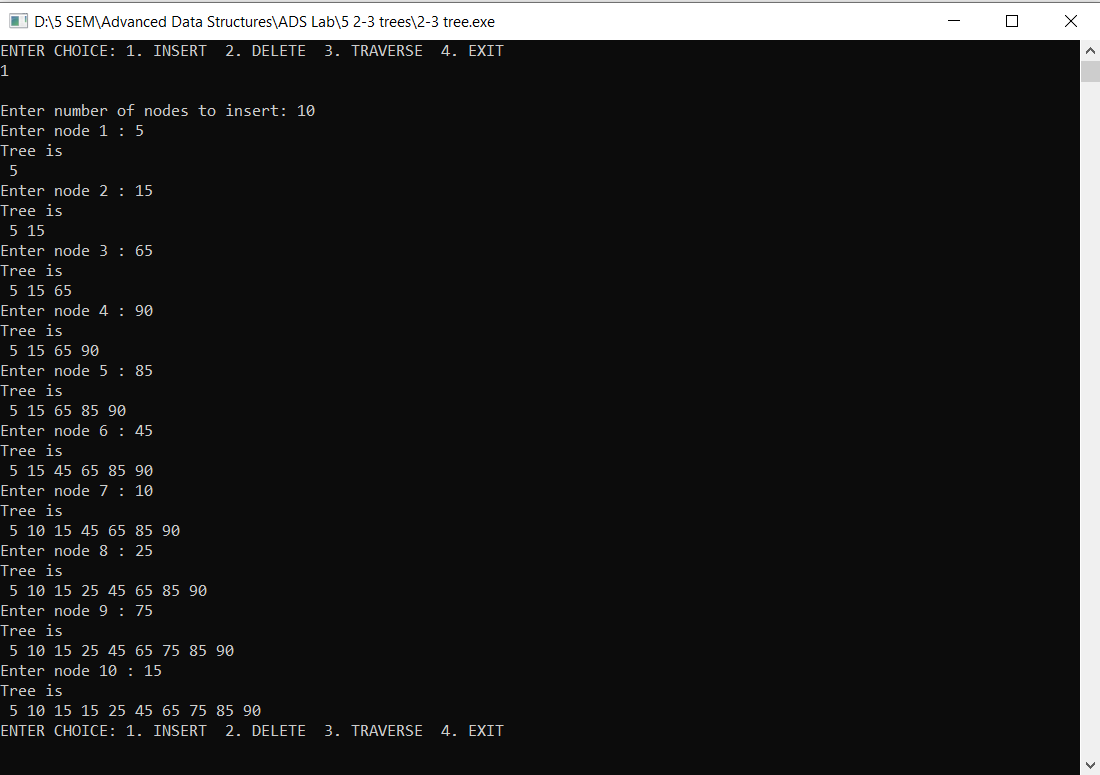 D:\5 SEM\Advanced Data Structures\ADS Lab\5 2-3 trees\2-3 tree.exe
ENTER CHOICE: 1. INSERT  2. DELETE  3. TRAVERSE  4. EXIT
1
Enter number of nodes to insert: 10
Enter node 1 : 5
Tree is
 5
Enter node 2 : 15
Tree is
 5 15
Enter node 3 : 65
Tree is
 5 15 65
Enter node 4 : 90
Tree is
 5 15 65 90
Enter node 5 : 85
Tree is
 5 15 65 85 90
Enter node 6 : 45
Tree is
 5 15 45 65 85 90
Enter node 7 : 10
Tree is
 5 10 15 45 65 85 90
Enter node 8 : 25
Tree is
 5 10 15 25 45 65 85 90
Enter node 9 : 75
Tree is
 5 10 15 25 45 65 75 85 90
Enter node 10 : 15
Tree is
 5 10 15 15 25 45 65 75 85 90
ENTER CHOICE: 1. INSERT  2. DELETE  3. TRAVERSE  4. EXIT